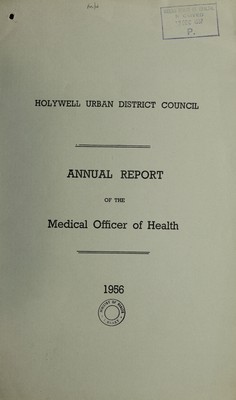 HOLYWELL URBAN DISTRICT COUNCIL
ANNUAL REPORT
OF THE
Medical Officer of Health
1956